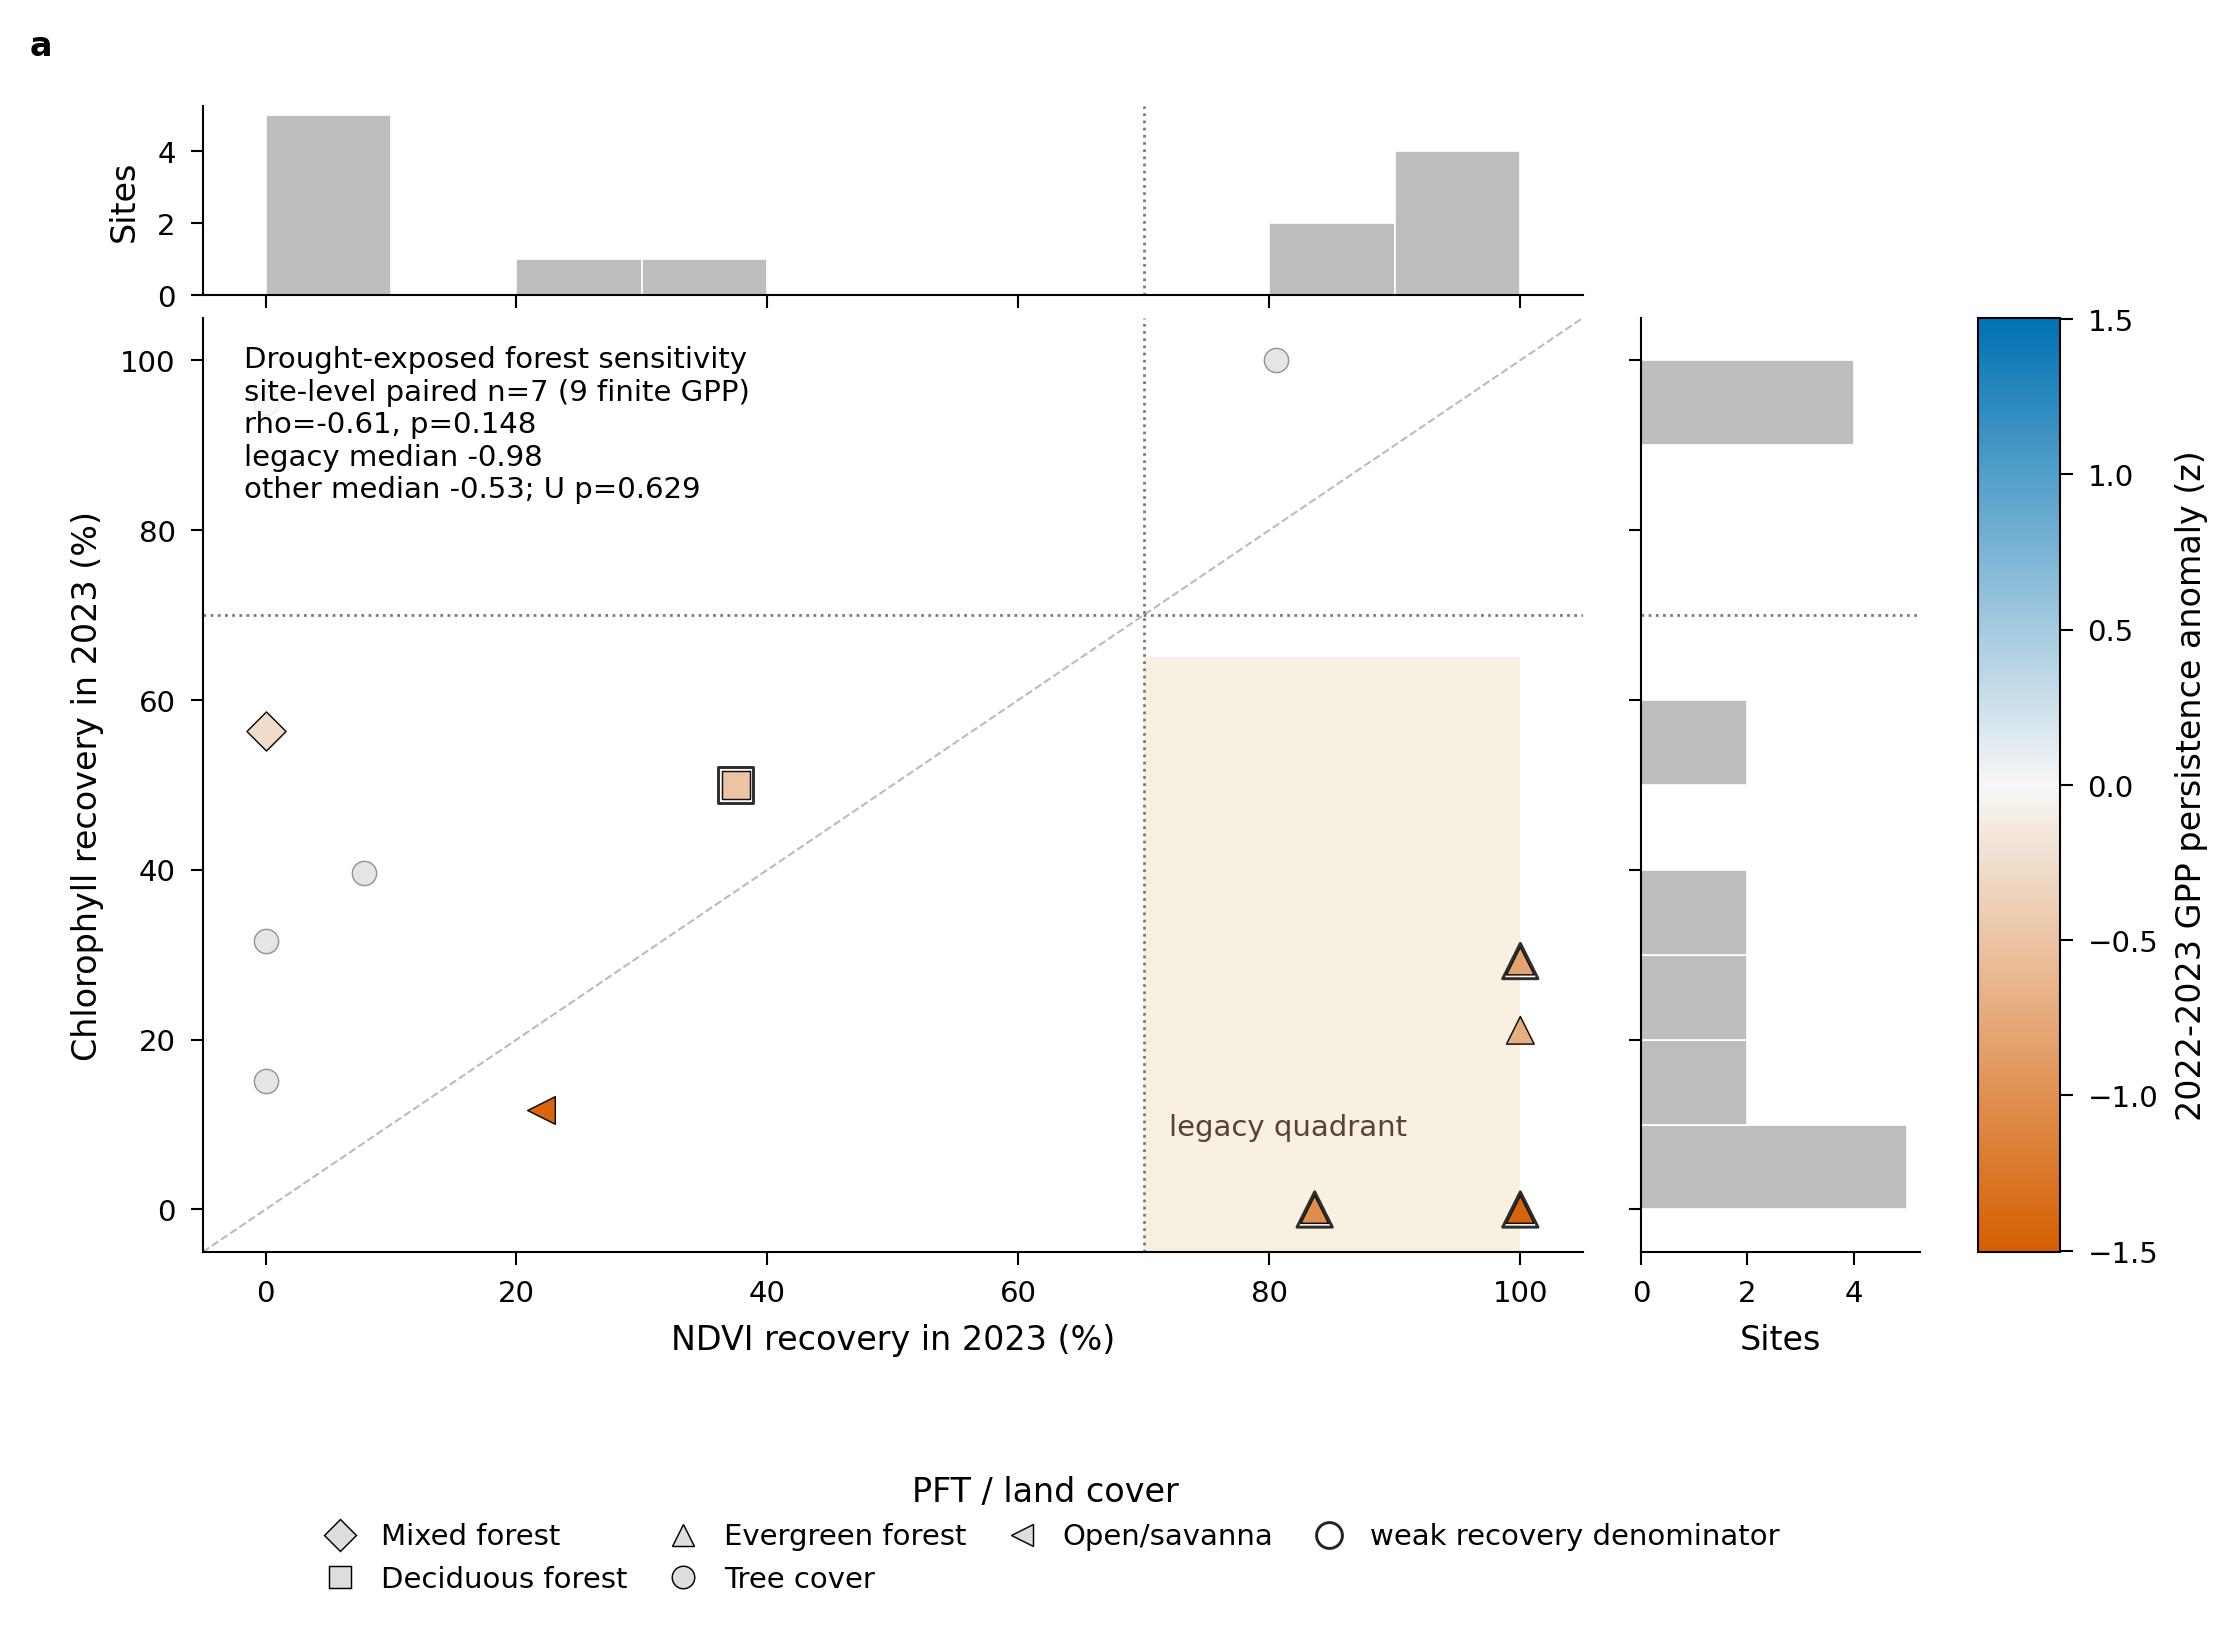 a
Sites
4
2
0
Drought-exposed forest sensitivity
site-level paired n=7 (9 finite GPP)
rho=-0.61, p=0.148
legacy median -0.98
other median -0.53; U p=0.629
Chlorophyll recovery in 2023 (%)
100
80
60
40
20
0
legacy quadrant
0
20
40
60
80
100
NDVI recovery in 2023 (%)
0
2
4
Sites
1.5
1.0
0.5
0.0
−0.5
−1.0
−1.5
2022-2023 GPP persistence anomaly (z)
PFT / land cover
Mixed forest
Evergreen forest
Open/savanna
weak recovery denominator
Deciduous forest
Tree cover